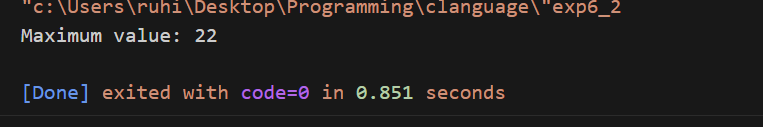 "c:\Users\ruhi\Desktop\Programming\clanguage\"exp6_2
Maximum value: 22
[Done] exited with code=0 in 0.851 seconds